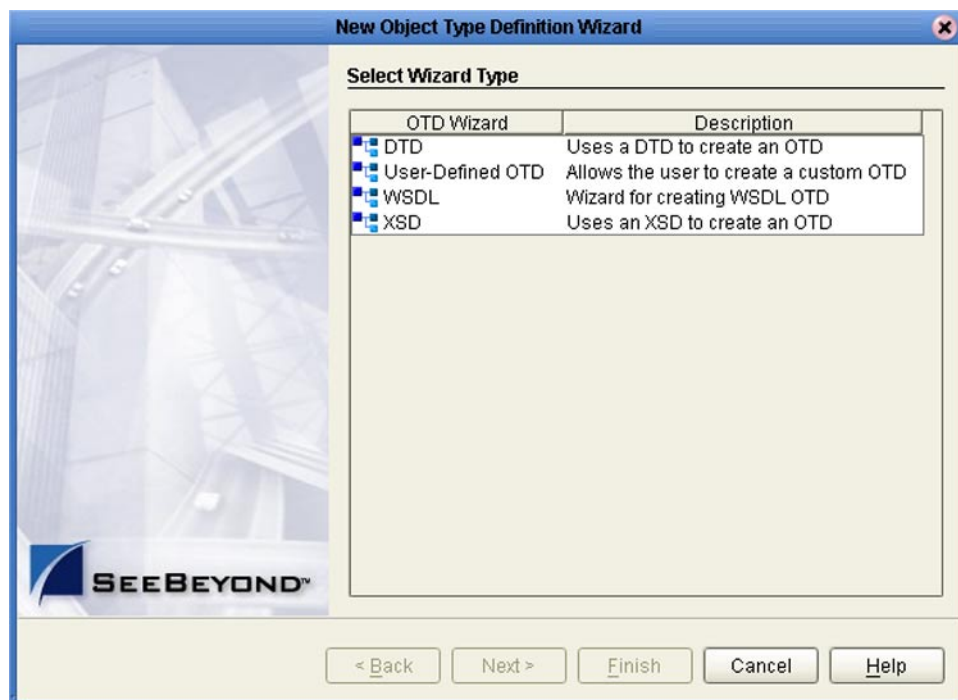 New Object Type Definition Wizard
Select Wizard Type
OTD Wizard Description
DTD Uses a DTD to create an OTD
User-Defined OTD Allows the user to create a custom OTD
WSDL Wizard for creating WSDL OTD
XSD Uses an XSD to create an OTD
SEEBEYOND™
< Back Next > Finish Cancel Help